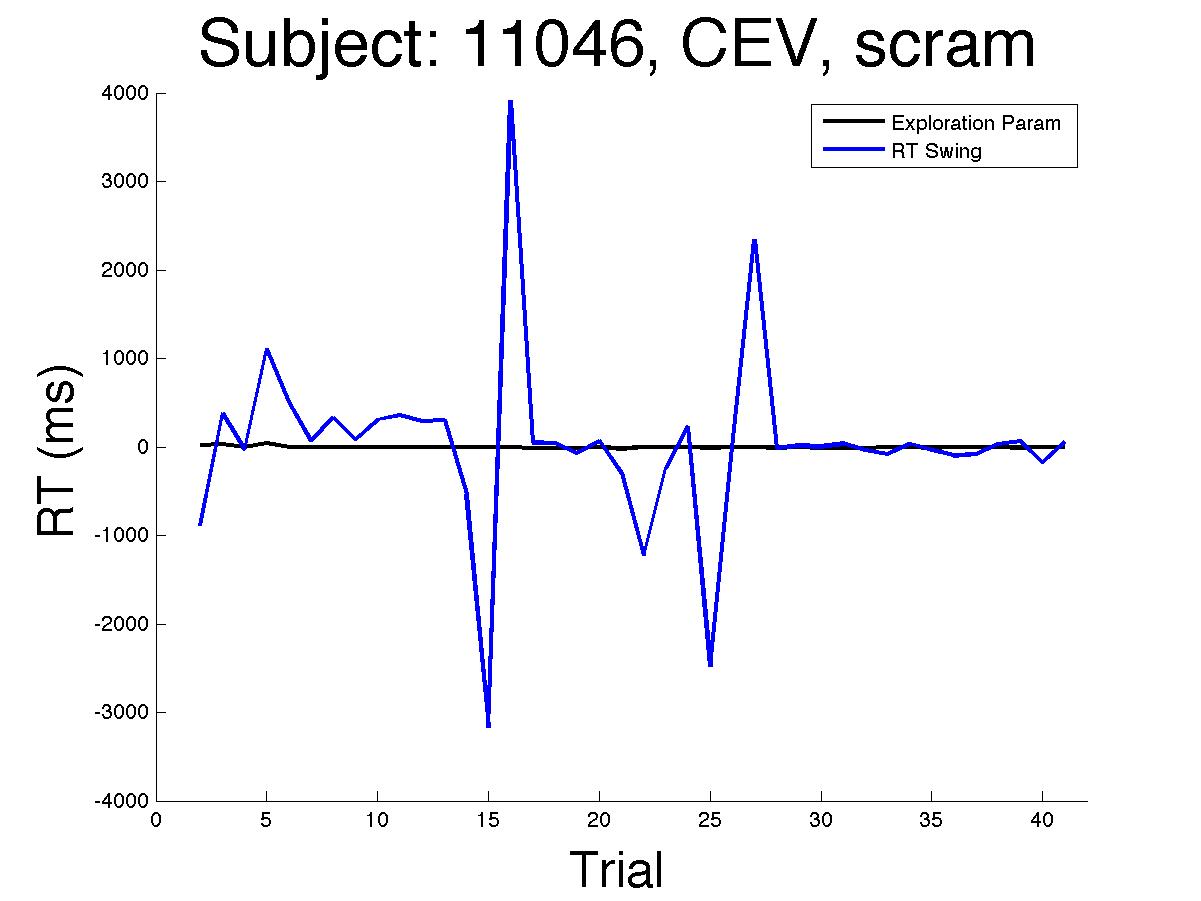 Subject: 11046, CEV, scram
4000
3000
2000
1000
0
-1000
-2000
-3000
-4000
RT (ms)
Exploration Param
RT Swing
0 5 10 15 20 25 30 35 40
Trial